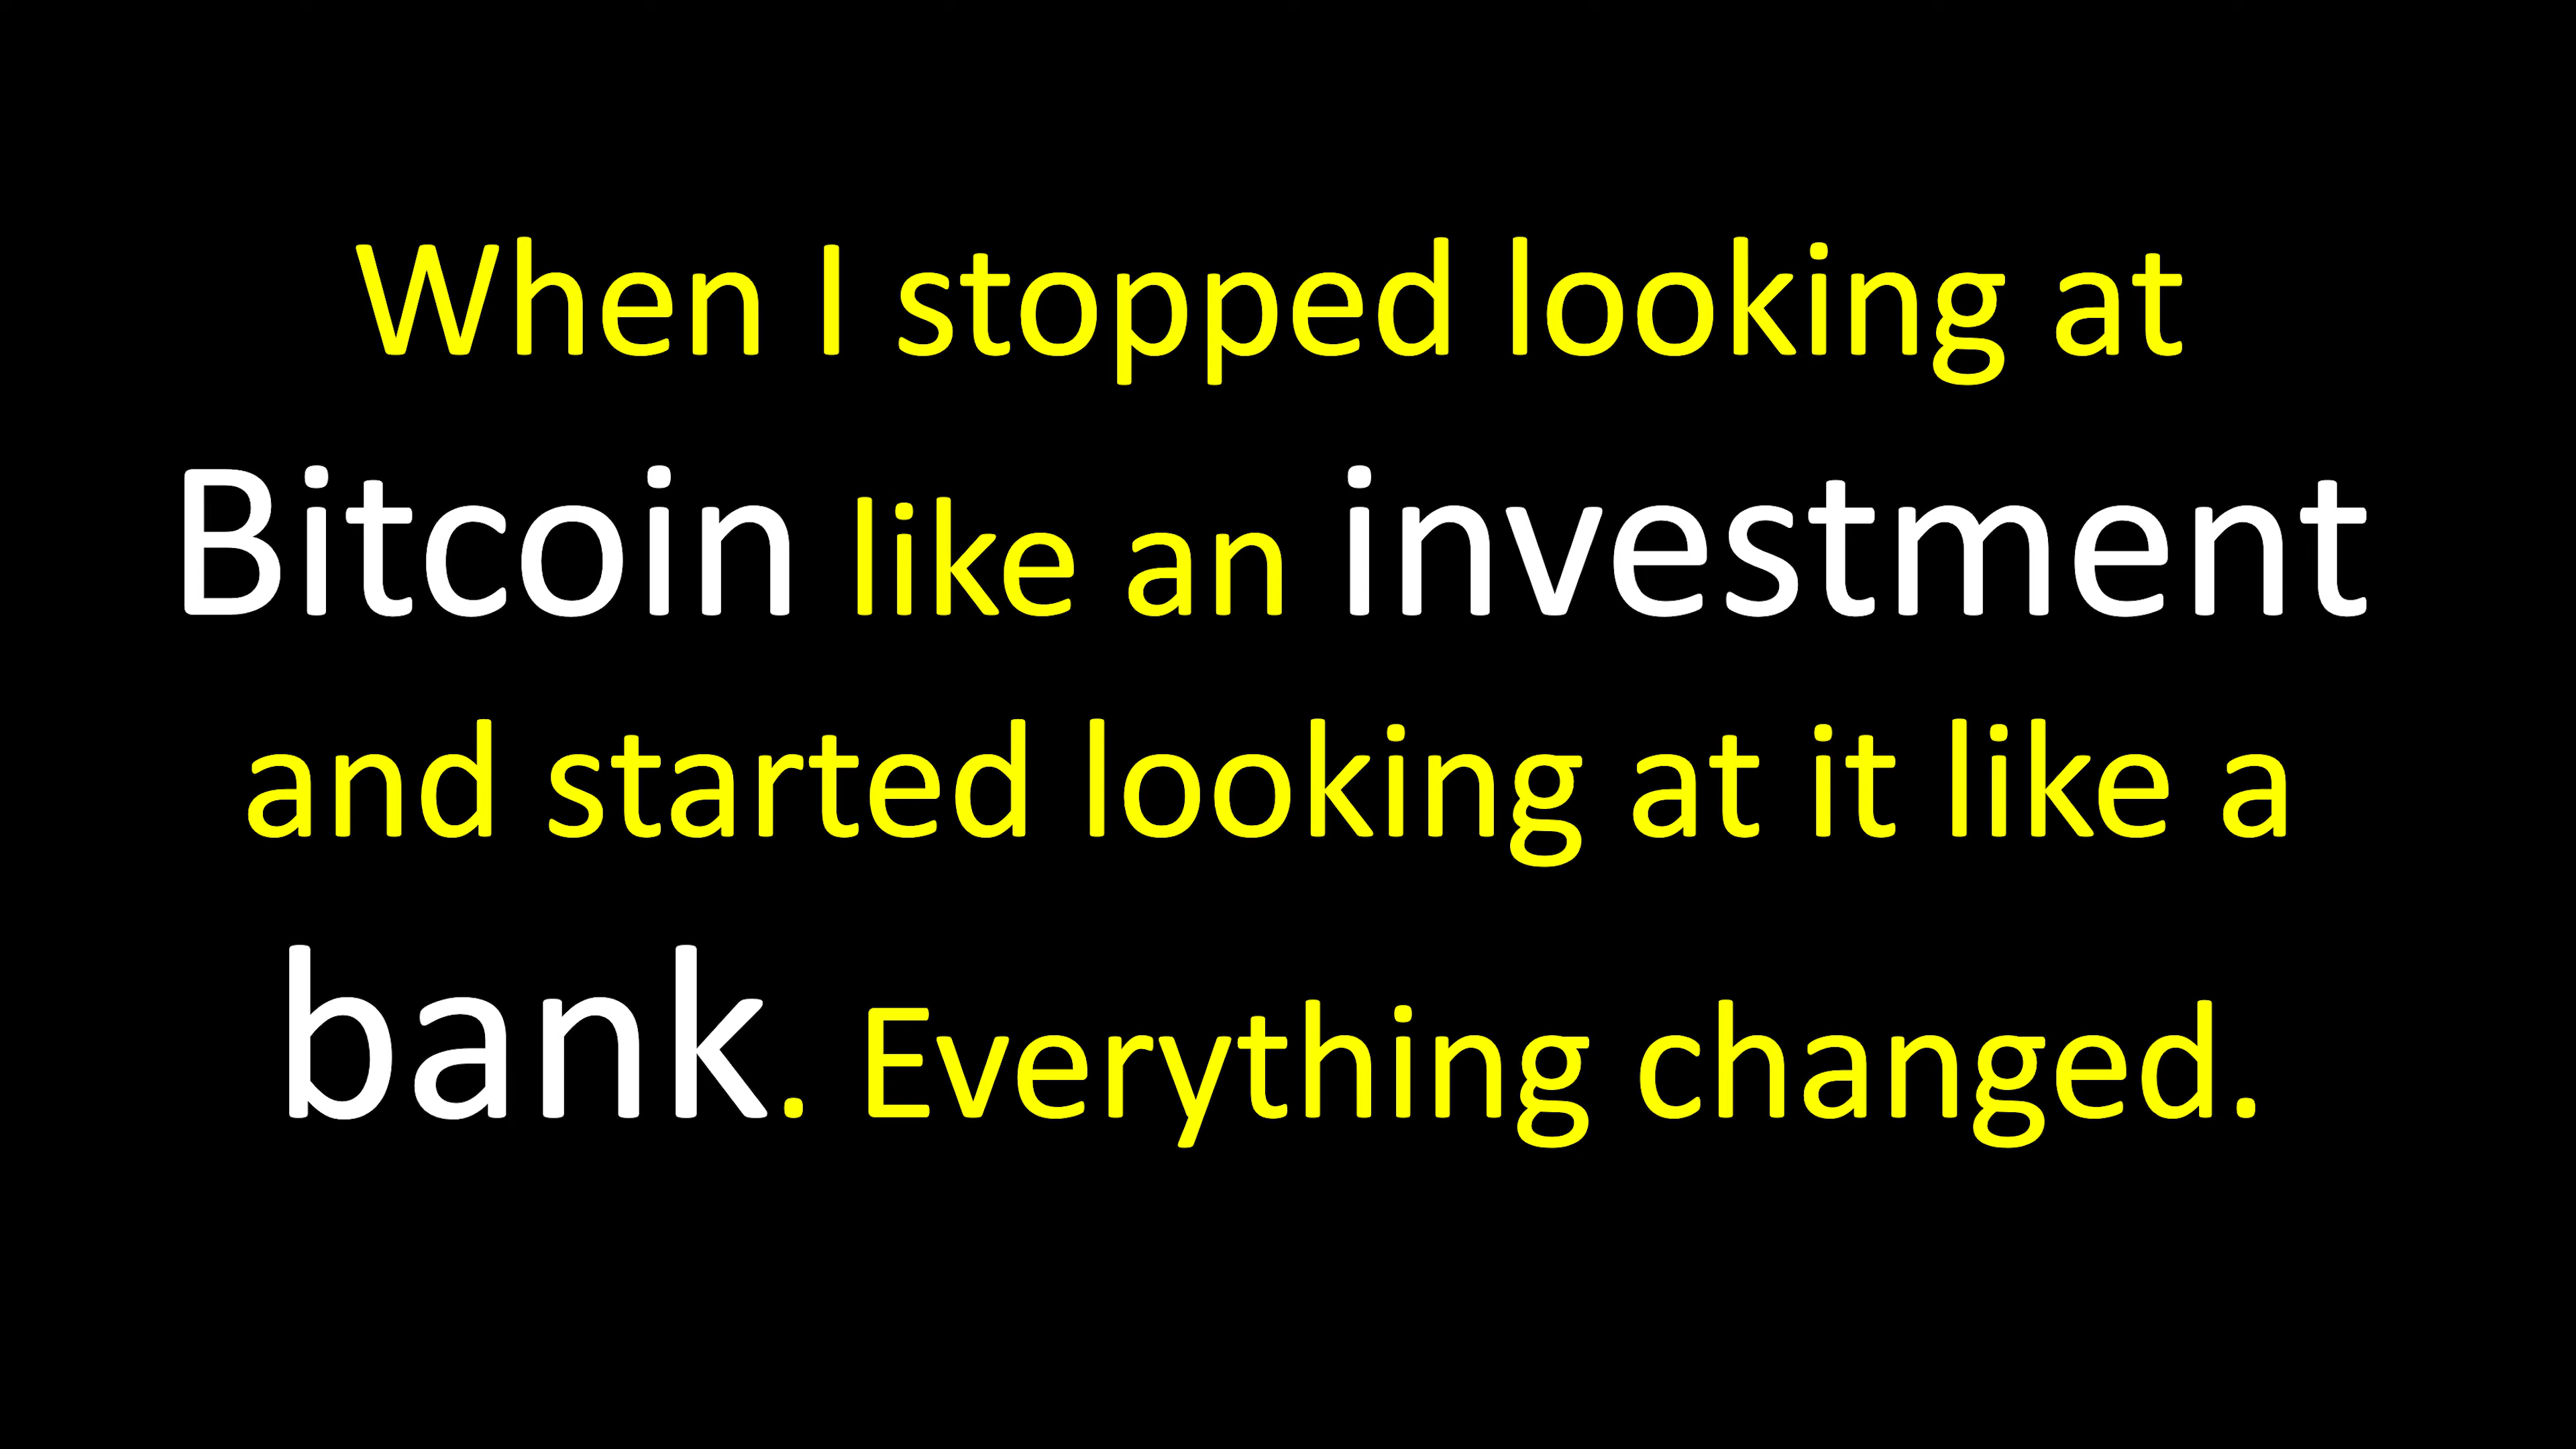 When I stopped looking at
Bitcoin like an investment
and started looking at it like a
bank. Everything changed.